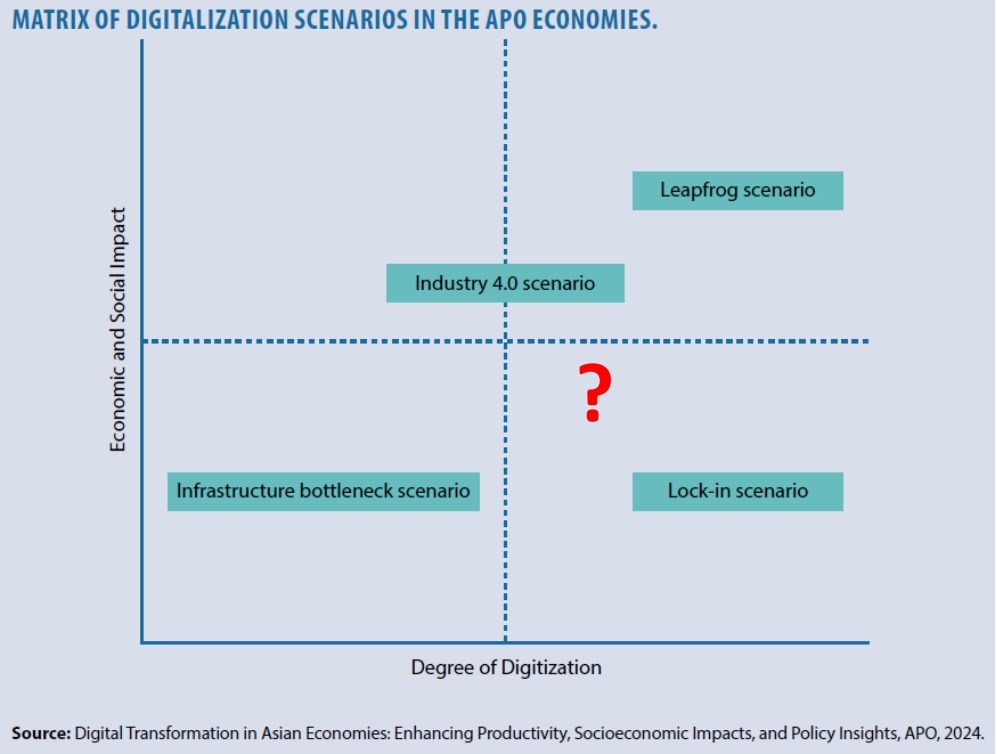 MATRIX OF DIGITALIZATION SCENARIOS IN THE APO ECONOMIES.
Leapfrog scenario
Industry 4.0 scenario
Economic and Social Impact
?
Infrastructure bottleneck scenario
Lock-in scenario
Degree of Digitization
Source: Digital Transformation in Asian Economies: Enhancing Productivity, Socioeconomic Impacts, and Policy Insights, APO, 2024.